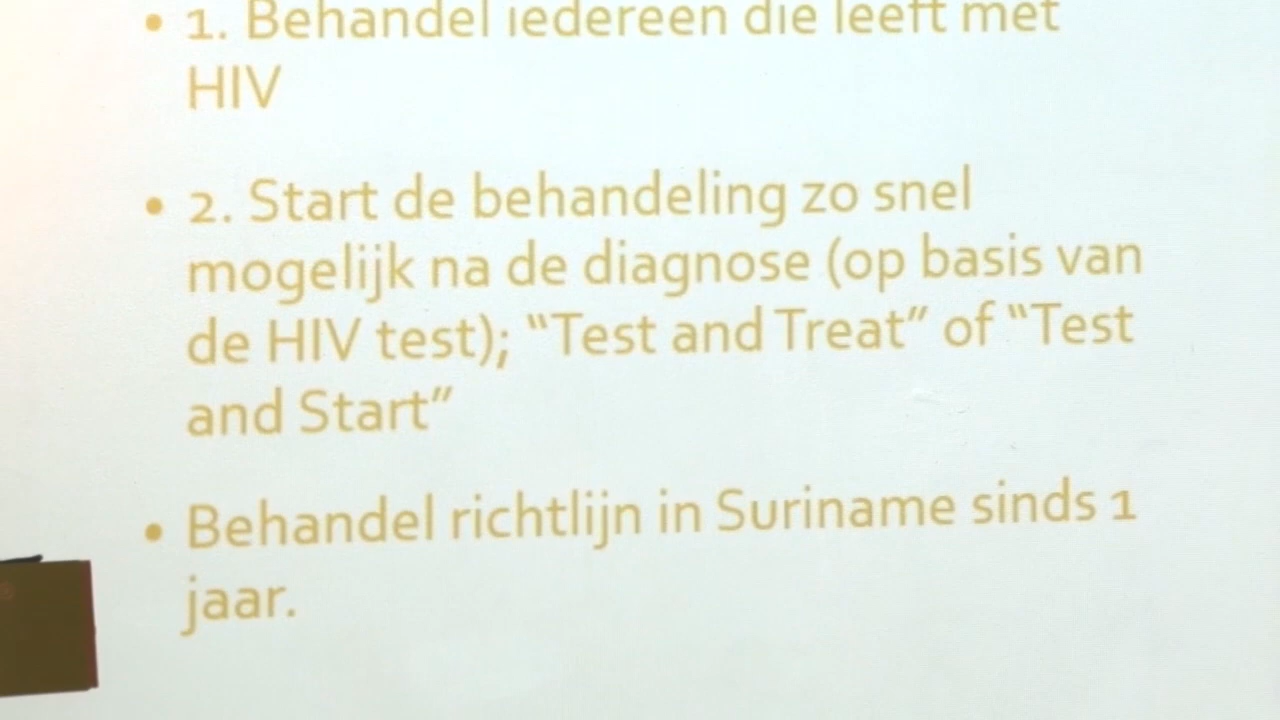 • 1. Behandel iedereen die leeft met
HIV
• 2. Start de behandeling zo snel
mogelijk na de diagnose (op basis van
de HIV test); “Test and Treat” of “Test
and Start”
• Behandel richtlijn in Suriname sinds 1
jaar.